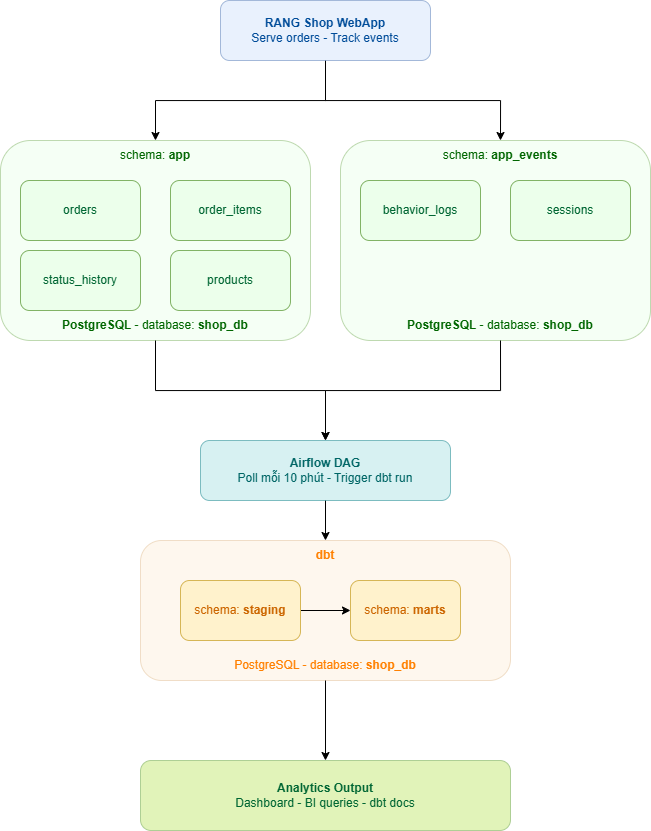 RANG Shop WebApp
Serve orders - Track events
schema: app
orders
order_items
status_history
products
PostgreSQL - database: shop_db
schema: app_events
behavior_logs
sessions
PostgreSQL - database: shop_db
Airflow DAG
Poll mỗi 10 phút - Trigger dbt run
dbt
schema: staging
schema: marts
PostgreSQL - database: shop_db
Analytics Output
Dashboard - BI queries - dbt docs